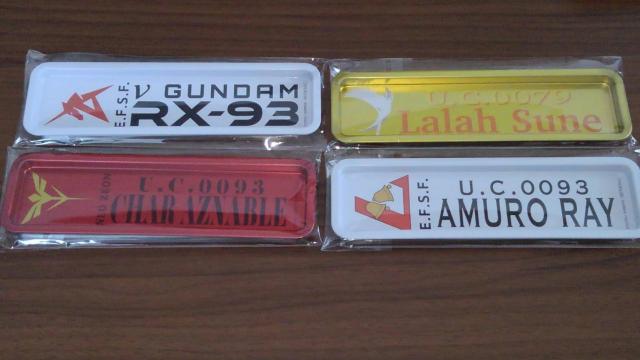 E.F.S.F.
ν GUNDAM
RX-93
U.C.0079
Lalah Sune
NEO ZEON
U.C.0093
CHAR AZNABLE
E.F.S.F.
U.C.0093
AMURO RAY